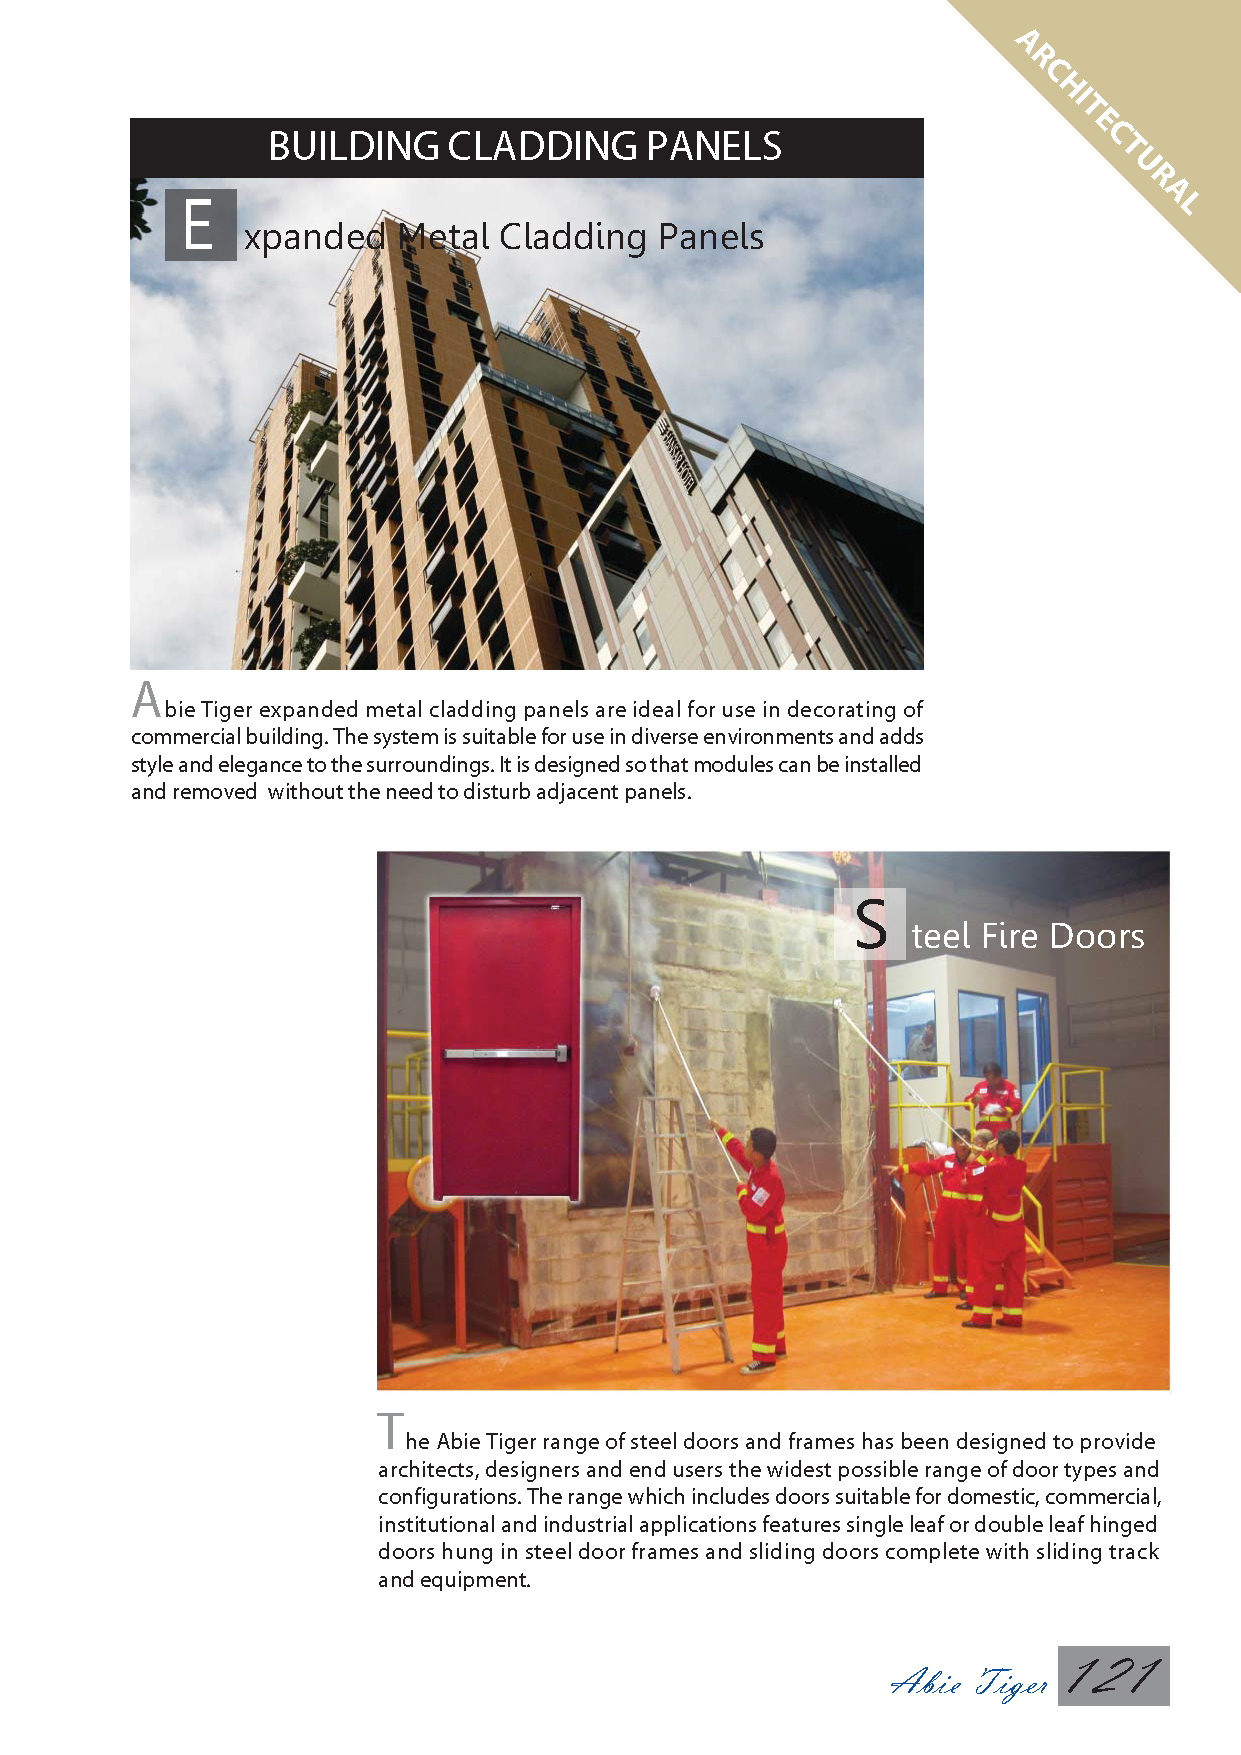 ARCHITECTURAL
BUILDING CLADDING PANELS
Expanded Metal Cladding Panels
HANSAR HOTEL
Abie Tiger expanded metal cladding panels are ideal for use in decorating of
commercial building. The system is suitable for use in diverse environments and adds
style and elegance to the surroundings. It is designed so that modules can be installed
and removed without the need to disturb adjacent panels.
Steel Fire Doors
The Abie Tiger range of steel doors and frames has been designed to provide
architects, designers and end users the widest possible range of door types and
configurations. The range which includes doors suitable for domestic, commercial,
institutional and industrial applications features single leaf or double leaf hinged
doors hung in steel door frames and sliding doors complete with sliding track
and equipment.
Abie Tiger 121